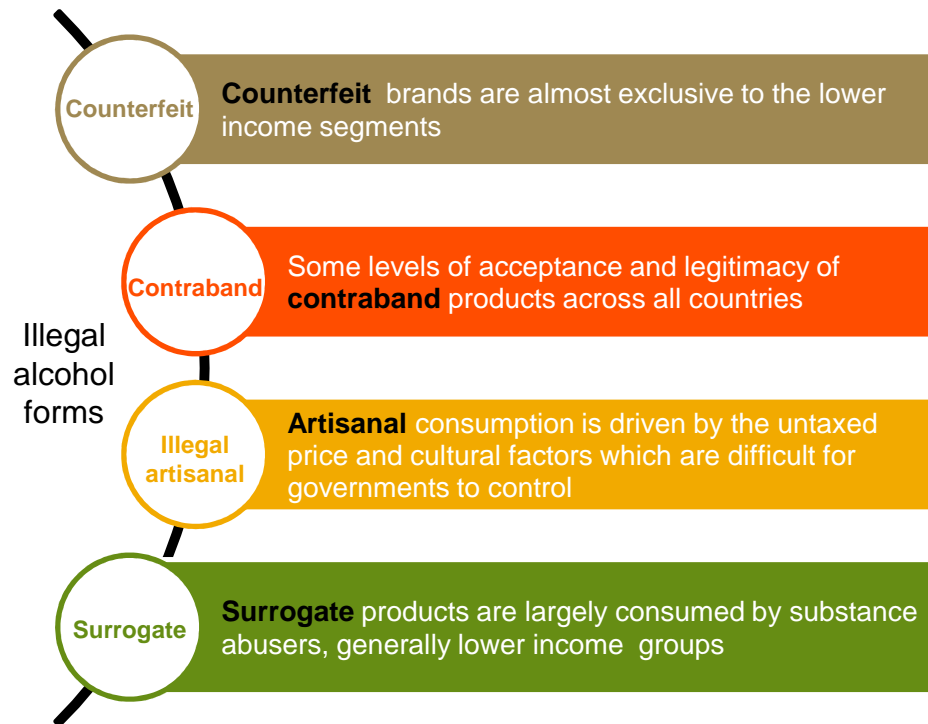 Counterfeit
Counterfeit brands are almost exclusive to the lower
income segments
Contraband
Some levels of acceptance and legitimacy of
contraband products across all countries
Illegal
alcohol
forms
Illegal
artisanal
Artisanal consumption is driven by the untaxed
price and cultural factors which are difficult for
governments to control
Surrogate
Surrogate products are largely consumed by substance
abusers, generally lower income groups